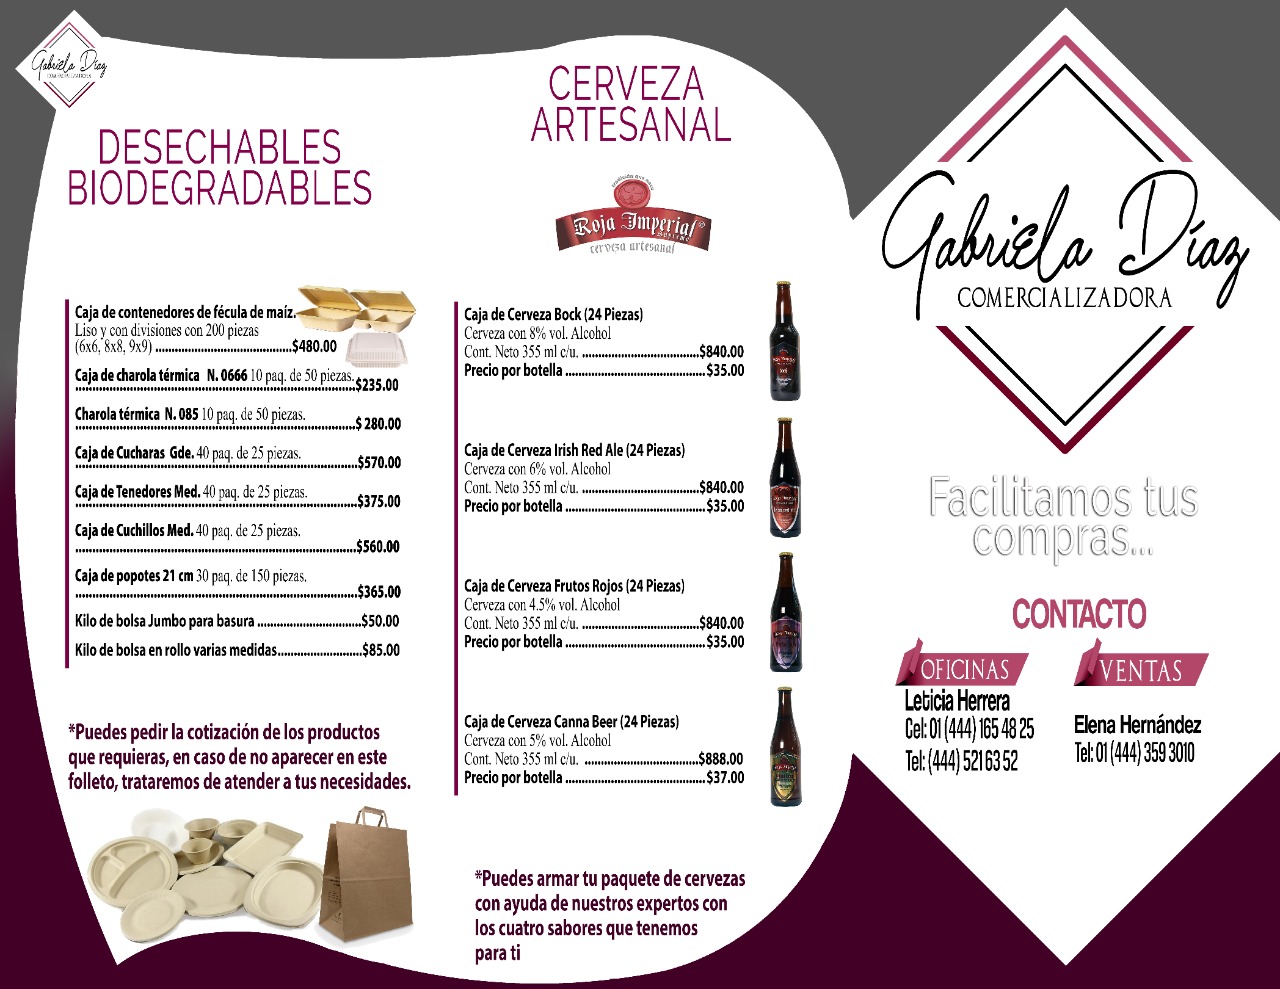 Gabriela Díaz
COMERCIALIZADORA
DESECHABLES
BIODEGRADABLES
Caja de contenedores de fécula de maíz.
Liso y con divisiones con 200 piezas
(6x6, 8x8, 9x9) ............................................$480.00
Caja de charola térmica N. 0666 10 paq. de 50 piezas.
............................................$235.00
Charola térmica N. 085 10 paq. de 50 piezas.
............................................$ 280.00
Caja de Cucharas Gde. 40 paq. de 25 piezas.
............................................$570.00
Caja de Tenedores Med. 40 paq. de 25 piezas.
............................................$375.00
Caja de Cuchillos Med. 40 paq. de 25 piezas.
............................................$560.00
Caja de popotes 21 cm 30 paq. de 150 piezas.
............................................$365.00
Kilo de bolsa Jumbo para basura ...............................$50.00
Kilo de bolsa en rollo varias medidas.........................$85.00
*Puedes pedir la cotización de los productos
que requieras, en caso de no aparecer en este
folleto, trataremos de atender a tus necesidades.
CERVEZA
ARTESANAL
Roja Imperial
cerveza artesanal
Caja de Cerveza Bock (24 Piezas)
Cerveza con 8% vol. Alcohol
Cont. Neto 355 ml c/u. ....................................$840.00
Precio por botella ..........................................$35.00
Caja de Cerveza Irish Red Ale (24 Piezas)
Cerveza con 6% vol. Alcohol
Cont. Neto 355 ml c/u. ....................................$840.00
Precio por botella ..........................................$35.00
Caja de Cerveza Frutos Rojos (24 Piezas)
Cerveza con 4.5% vol. Alcohol
Cont. Neto 355 ml c/u. ....................................$840.00
Precio por botella ..........................................$35.00
Caja de Cerveza Canna Beer (24 Piezas)
Cerveza con 5% vol. Alcohol
Cont. Neto 355 ml c/u. ....................................$888.00
Precio por botella ..........................................$37.00
*Puedes armar tu paquete de cervezas
con ayuda de nuestros expertos con
los cuatro sabores que tenemos
para ti
Gabriela Díaz
COMERCIALIZADORA
Facilitamos tus
compras...
CONTACTO
OFICINAS
Leticia Herrera
Cel: 01 (444) 165 48 25
Tel: (444) 521 63 52
VENTAS
Elena Hernández
Tel: 01 (444) 359 3010